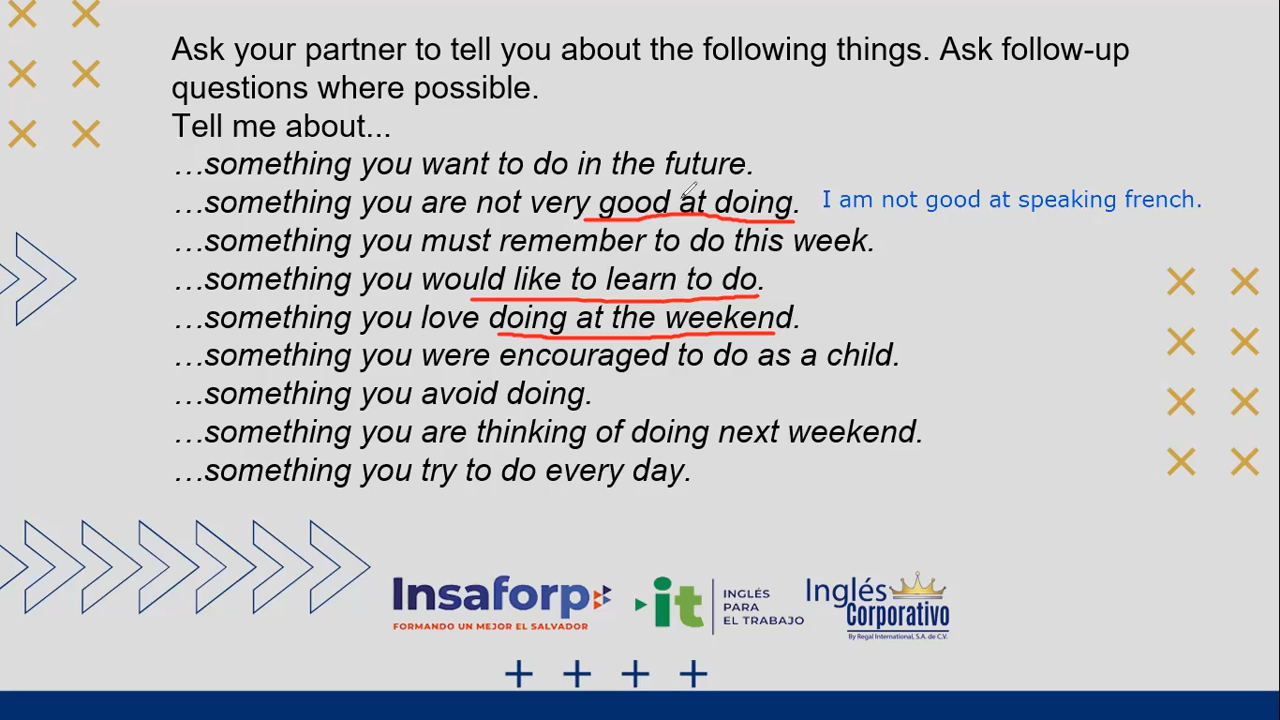 Ask your partner to tell you about the following things. Ask follow-up
questions where possible.
Tell me about...
…something you want to do in the future.
…something you are not very good at doing. I am not good at speaking french.
…something you must remember to do this week.
…something you would like to learn to do.
…something you love doing at the weekend.
…something you were encouraged to do as a child.
…something you avoid doing.
…something you are thinking of doing next weekend.
…something you try to do every day.
Insaforp
FORMANDO UN MEJOR EL SALVADOR
it
INGLÉS
PARA
EL TRABAJO
Inglés
Corporativo
By Regal International, S.A. de C.V.